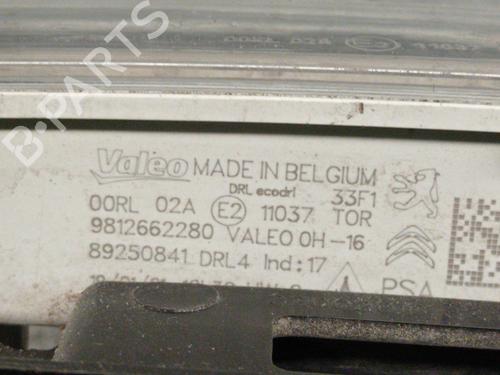 B-PARTS
Valeo MADE IN BELGIUM
DRL ecodrl 33F1
00RL 02A E2 11037 TOR
9812662280 VALEO 0H-16
89250841 DRL4 Ind:17
PSA